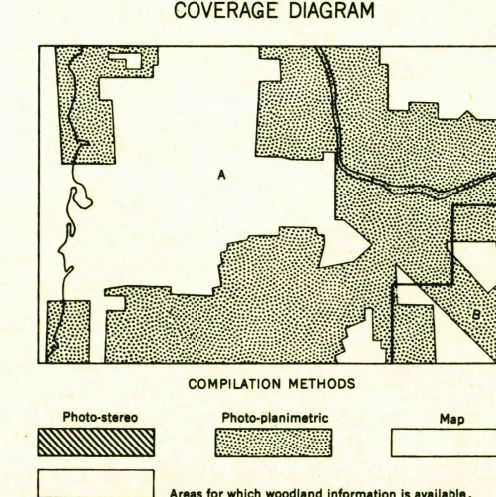 COVERAGE DIAGRAM
A
B
COMPILATION METHODS
Photo-stereo Photo-planimetric Map
Areas for which woodland information is available.